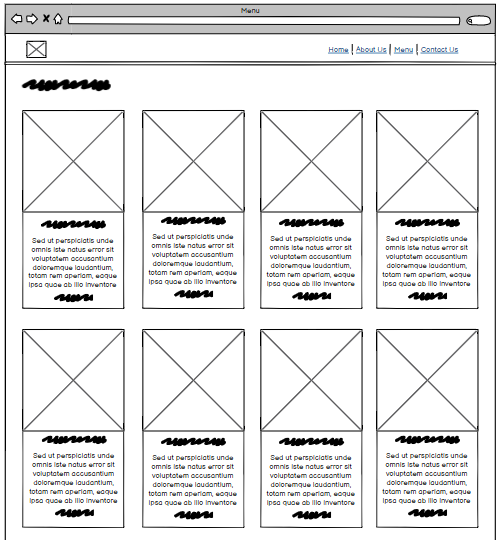 Menu
Home | About Us | Menu | Contact Us
Sed ut perspiciatis unde
omnis iste natus error sit
voluptatem accusantium
doloremque laudantium,
totam rem aperiam, eaque
ipsa quae ab illo inventore
Sed ut perspiciatis unde
omnis iste natus error sit
voluptatem accusantium
doloremque laudantium,
totam rem aperiam, eaque
ipsa quae ab illo inventore
Sed ut perspiciatis unde
omnis iste natus error sit
voluptatem accusantium
doloremque laudantium,
totam rem aperiam, eaque
ipsa quae ab illo inventore
Sed ut perspiciatis unde
omnis iste natus error sit
voluptatem accusantium
doloremque laudantium,
totam rem aperiam, eaque
ipsa quae ab illo inventore
Sed ut perspiciatis unde
omnis iste natus error sit
voluptatem accusantium
doloremque laudantium,
totam rem aperiam, eaque
ipsa quae ab illo inventore
Sed ut perspiciatis unde
omnis iste natus error sit
voluptatem accusantium
doloremque laudantium,
totam rem aperiam, eaque
ipsa quae ab illo inventore
Sed ut perspiciatis unde
omnis iste natus error sit
voluptatem accusantium
doloremque laudantium,
totam rem aperiam, eaque
ipsa quae ab illo inventore
Sed ut perspiciatis unde
omnis iste natus error sit
voluptatem accusantium
doloremque laudantium,
totam rem aperiam, eaque
ipsa quae ab illo inventore